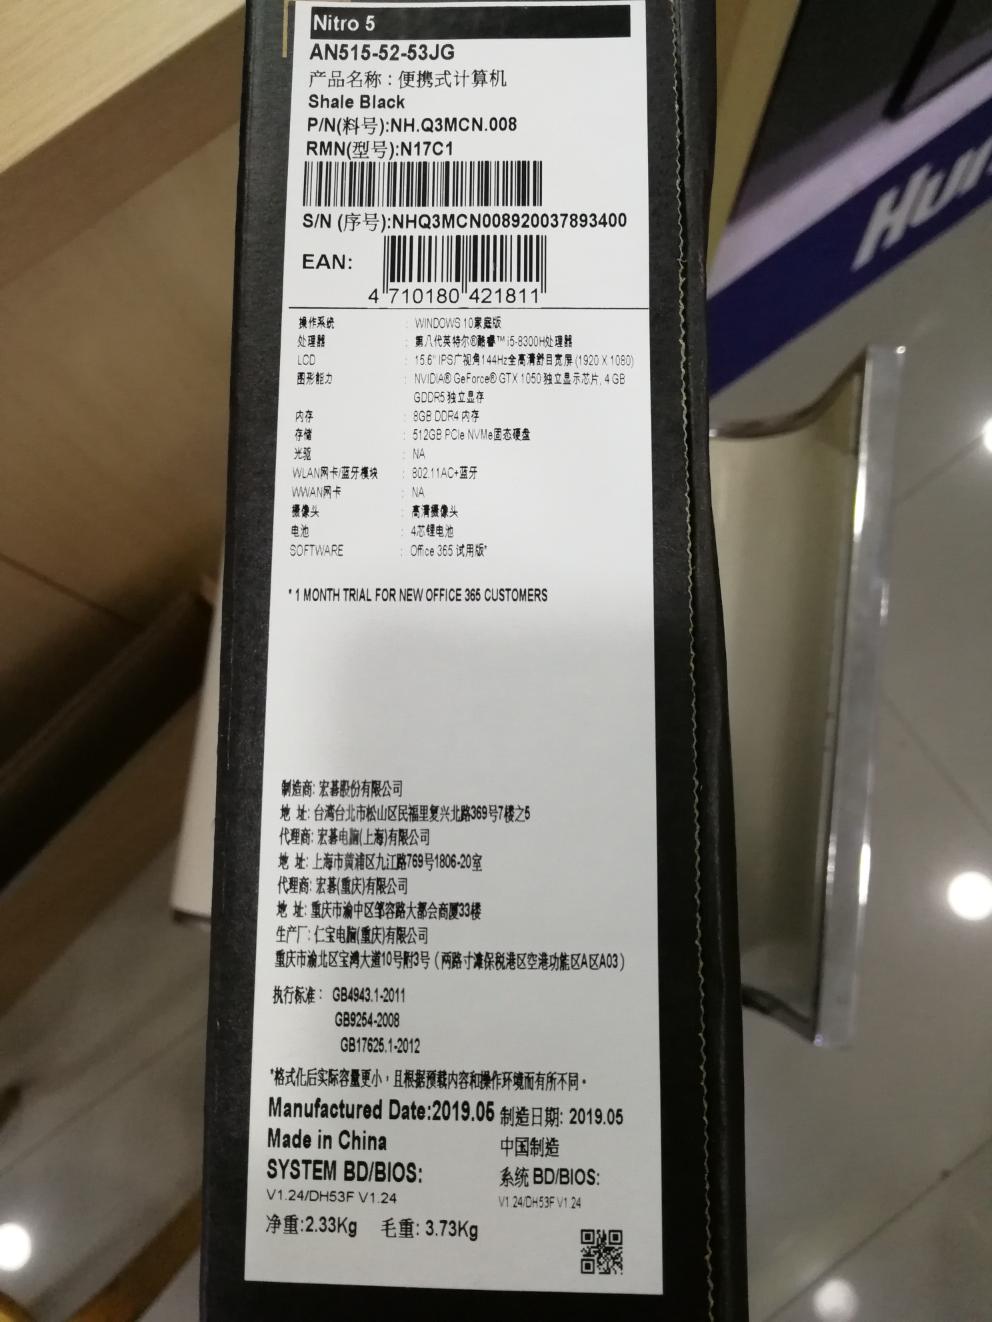 Nitro 5
AN515-52-53JG
产品名称：便携式计算机
Shale Black
P/N(料号):NH.Q3MCN.008
RMN(型号):N17C1
S/N (序号):NHQ3MCN008920037893400
EAN:
4 710180 421811
操作系统 : WINDOWS 10家庭版
处理器 : 第八代英特尔®酷睿™ i5-8300H处理器
LCD : 15.6" IPS广视角144Hz全高清舒目宽屏 (1920 X 1080)
图形能力 : NVIDIA® GeForce® GTX 1050 独立显示芯片, 4 GB
GDDR5 独立显存
内存 : 8GB DDR4 内存
存储 : 512GB PCIe NVMe固态硬盘
光驱 : NA
WLAN网卡/蓝牙模块 : 802.11AC+蓝牙
WWAN网卡 : NA
摄像头 : 高清摄像头
电池 : 4芯锂电池
SOFTWARE : Office 365 试用版*
* 1 MONTH TRIAL FOR NEW OFFICE 365 CUSTOMERS
制造商: 宏碁股份有限公司
地 址: 台湾台北市松山区民福里复兴北路369号7楼之5
代理商: 宏碁电脑(上海)有限公司
地 址: 上海市黄浦区九江路769号1806-20室
代理商: 宏碁(重庆)有限公司
地 址: 重庆市渝中区邹容路大都会商厦33楼
生产厂: 仁宝电脑(重庆)有限公司
重庆市渝北区宝鸿大道10号附3号 ( 两路寸滩保税港区空港功能区A区A03 )
执行标准： GB4943.1-2011
GB9254-2008
GB17625.1-2012
*格式化后实际容量更小，且根据预载内容和操作环境而有所不同。
Manufactured Date:2019.05 制造日期: 2019.05
Made in China 中国制造
SYSTEM BD/BIOS: 系统 BD/BIOS:
V1.24/DH53F V1.24 V1.24/DH53F V1.24
净重:2.33Kg 毛重: 3.73Kg